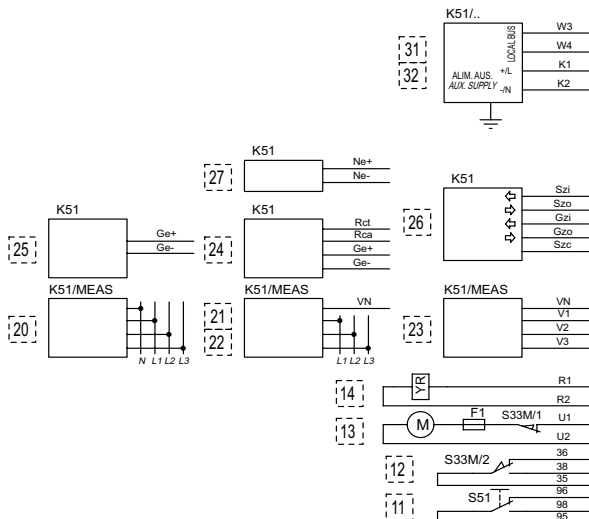 K51/..
31
32
LOCAL BUS
ALIM. AUS.
AUX. SUPPLY
+/L
-/N
W3
W4
K1
K2
K51
27
Ne+
Ne-
K51
25
Ge+
Ge-
K51
24
Rct
Rca
Ge+
Ge-
K51
26
Szi
Szo
Gzi
Gzo
Szc
K51/MEAS
20
N L1 L2 L3
K51/MEAS
21
22
VN
L1 L2 L3
K51/MEAS
23
VN
V1
V2
V3
14
YR
R1
R2
13
M
F1
S33M/1
U1
U2
12
S33M/2
36
38
35
11
S51
96
98
95